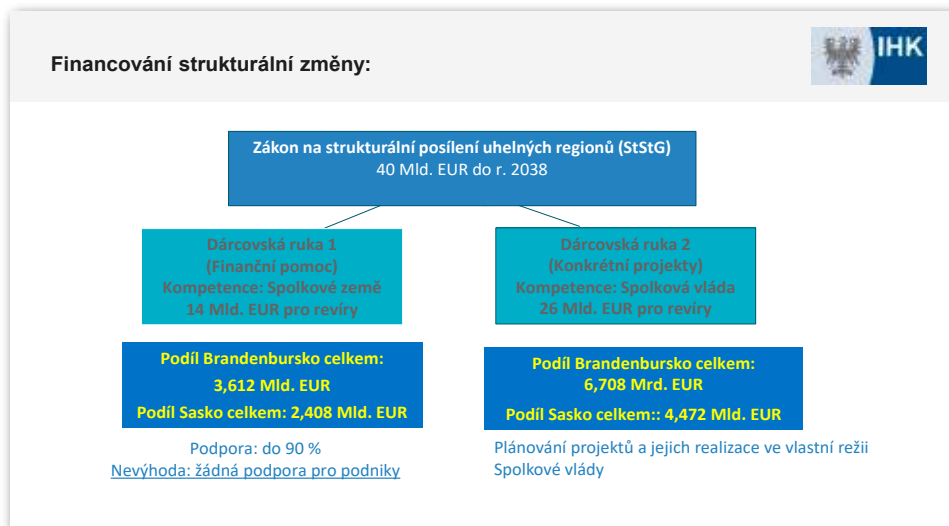 Financování strukturální změny:
IHK
Zákon na strukturální posílení uhelných regionů (StStG)
40 Mld. EUR do r. 2038
Dárcovská ruka 1
(Finanční pomoc)
Kompetence: Spolkové země
14 Mld. EUR pro revíry
Dárcovská ruka 2
(Konkrétní projekty)
Kompetence: Spolková vláda
26 Mld. EUR pro revíry
Podíl Brandenbursko celkem:
3,612 Mld. EUR
Podíl Sasko celkem: 2,408 Mld. EUR
Podíl Brandenbursko celkem:
6,708 Mrd. EUR
Podíl Sasko celkem:: 4,472 Mld. EUR
Podpora: do 90 %
Nevýhoda: žádná podpora pro podniky
Plánování projektů a jejich realizace ve vlastní režii
Spolkové vlády